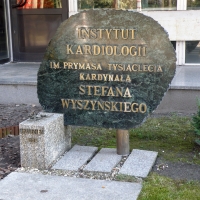 INSTYTUT
KARDIOLOGII
IM. PRYMASA TYSIĄCLECIA
KARDYNAŁA
STEFANA
WYSZYŃSKIEGO